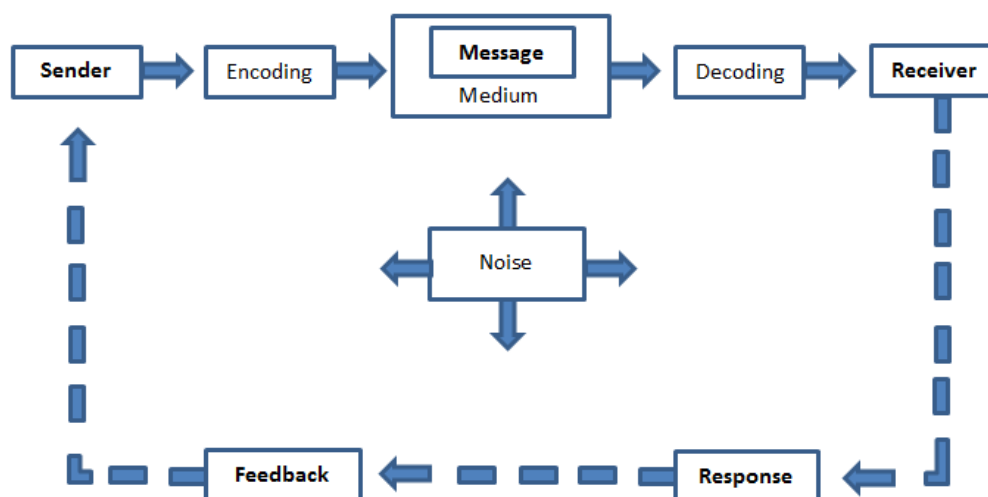 Sender
Encoding
Message
Medium
Decoding
Receiver
Noise
Feedback
Response